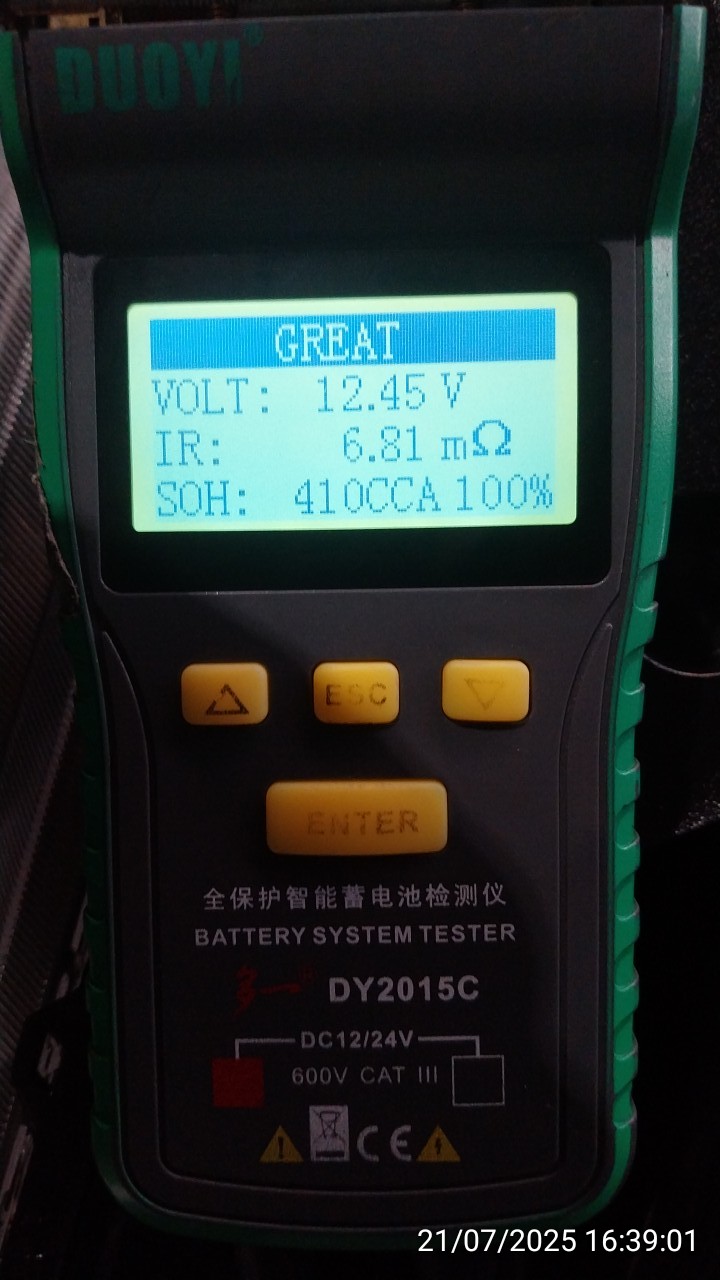 DUOYI®
GREAT
VOLT: 12.45 V
IR: 6.81 mΩ
SOH: 410CCA 100%
ESC
ENTER
全保护智能蓄电池检测仪
BATTERY SYSTEM TESTER
多一 DY2015C
DC12/24V
600V CAT III
CE
21/07/2025 16:39:01